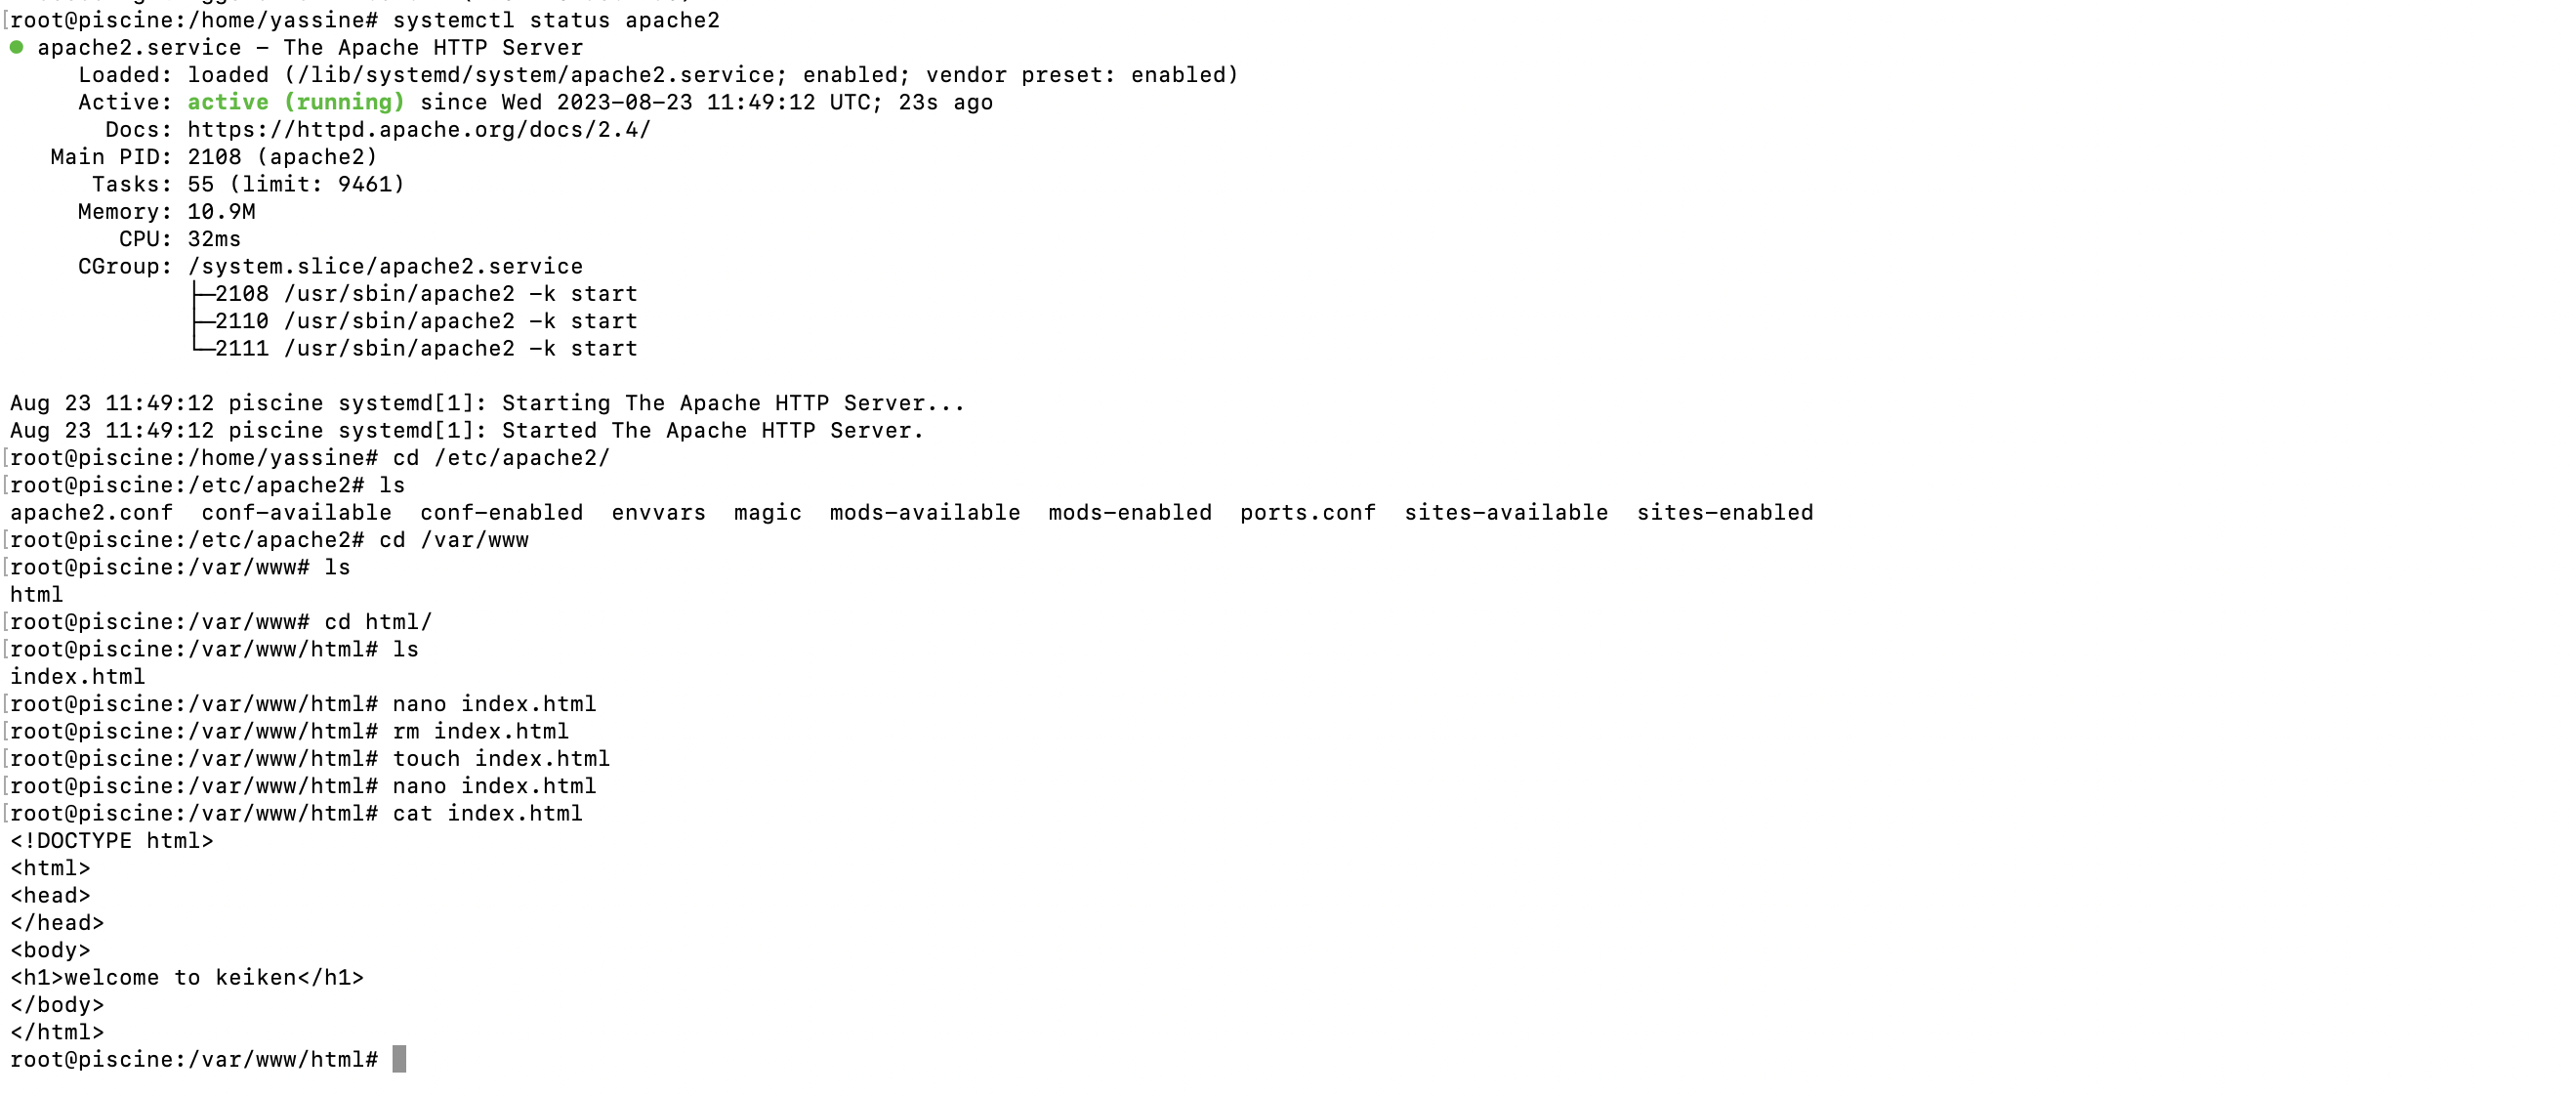 [root@piscine:/home/yassine# systemctl status apache2
● apache2.service - The Apache HTTP Server
     Loaded: loaded (/lib/systemd/system/apache2.service; enabled; vendor preset: enabled)
     Active: active (running) since Wed 2023-08-23 11:49:12 UTC; 23s ago
       Docs: https://httpd.apache.org/docs/2.4/
   Main PID: 2108 (apache2)
      Tasks: 55 (limit: 9461)
     Memory: 10.9M
        CPU: 32ms
     CGroup: /system.slice/apache2.service
             ├─2108 /usr/sbin/apache2 -k start
             ├─2110 /usr/sbin/apache2 -k start
             └─2111 /usr/sbin/apache2 -k start
Aug 23 11:49:12 piscine systemd[1]: Starting The Apache HTTP Server...
Aug 23 11:49:12 piscine systemd[1]: Started The Apache HTTP Server.
[root@piscine:/home/yassine# cd /etc/apache2/
[root@piscine:/etc/apache2# ls
apache2.conf  conf-available  conf-enabled  envvars  magic  mods-available  mods-enabled  ports.conf  sites-available  sites-enabled
[root@piscine:/etc/apache2# cd /var/www
[root@piscine:/var/www# ls
html
[root@piscine:/var/www# cd html/
[root@piscine:/var/www/html# ls
index.html
[root@piscine:/var/www/html# nano index.html
[root@piscine:/var/www/html# rm index.html
[root@piscine:/var/www/html# touch index.html
[root@piscine:/var/www/html# nano index.html
[root@piscine:/var/www/html# cat index.html
<!DOCTYPE html>
<html>
<head>
</head>
<body>
<h1>welcome to keiken</h1>
</body>
</html>
root@piscine:/var/www/html#